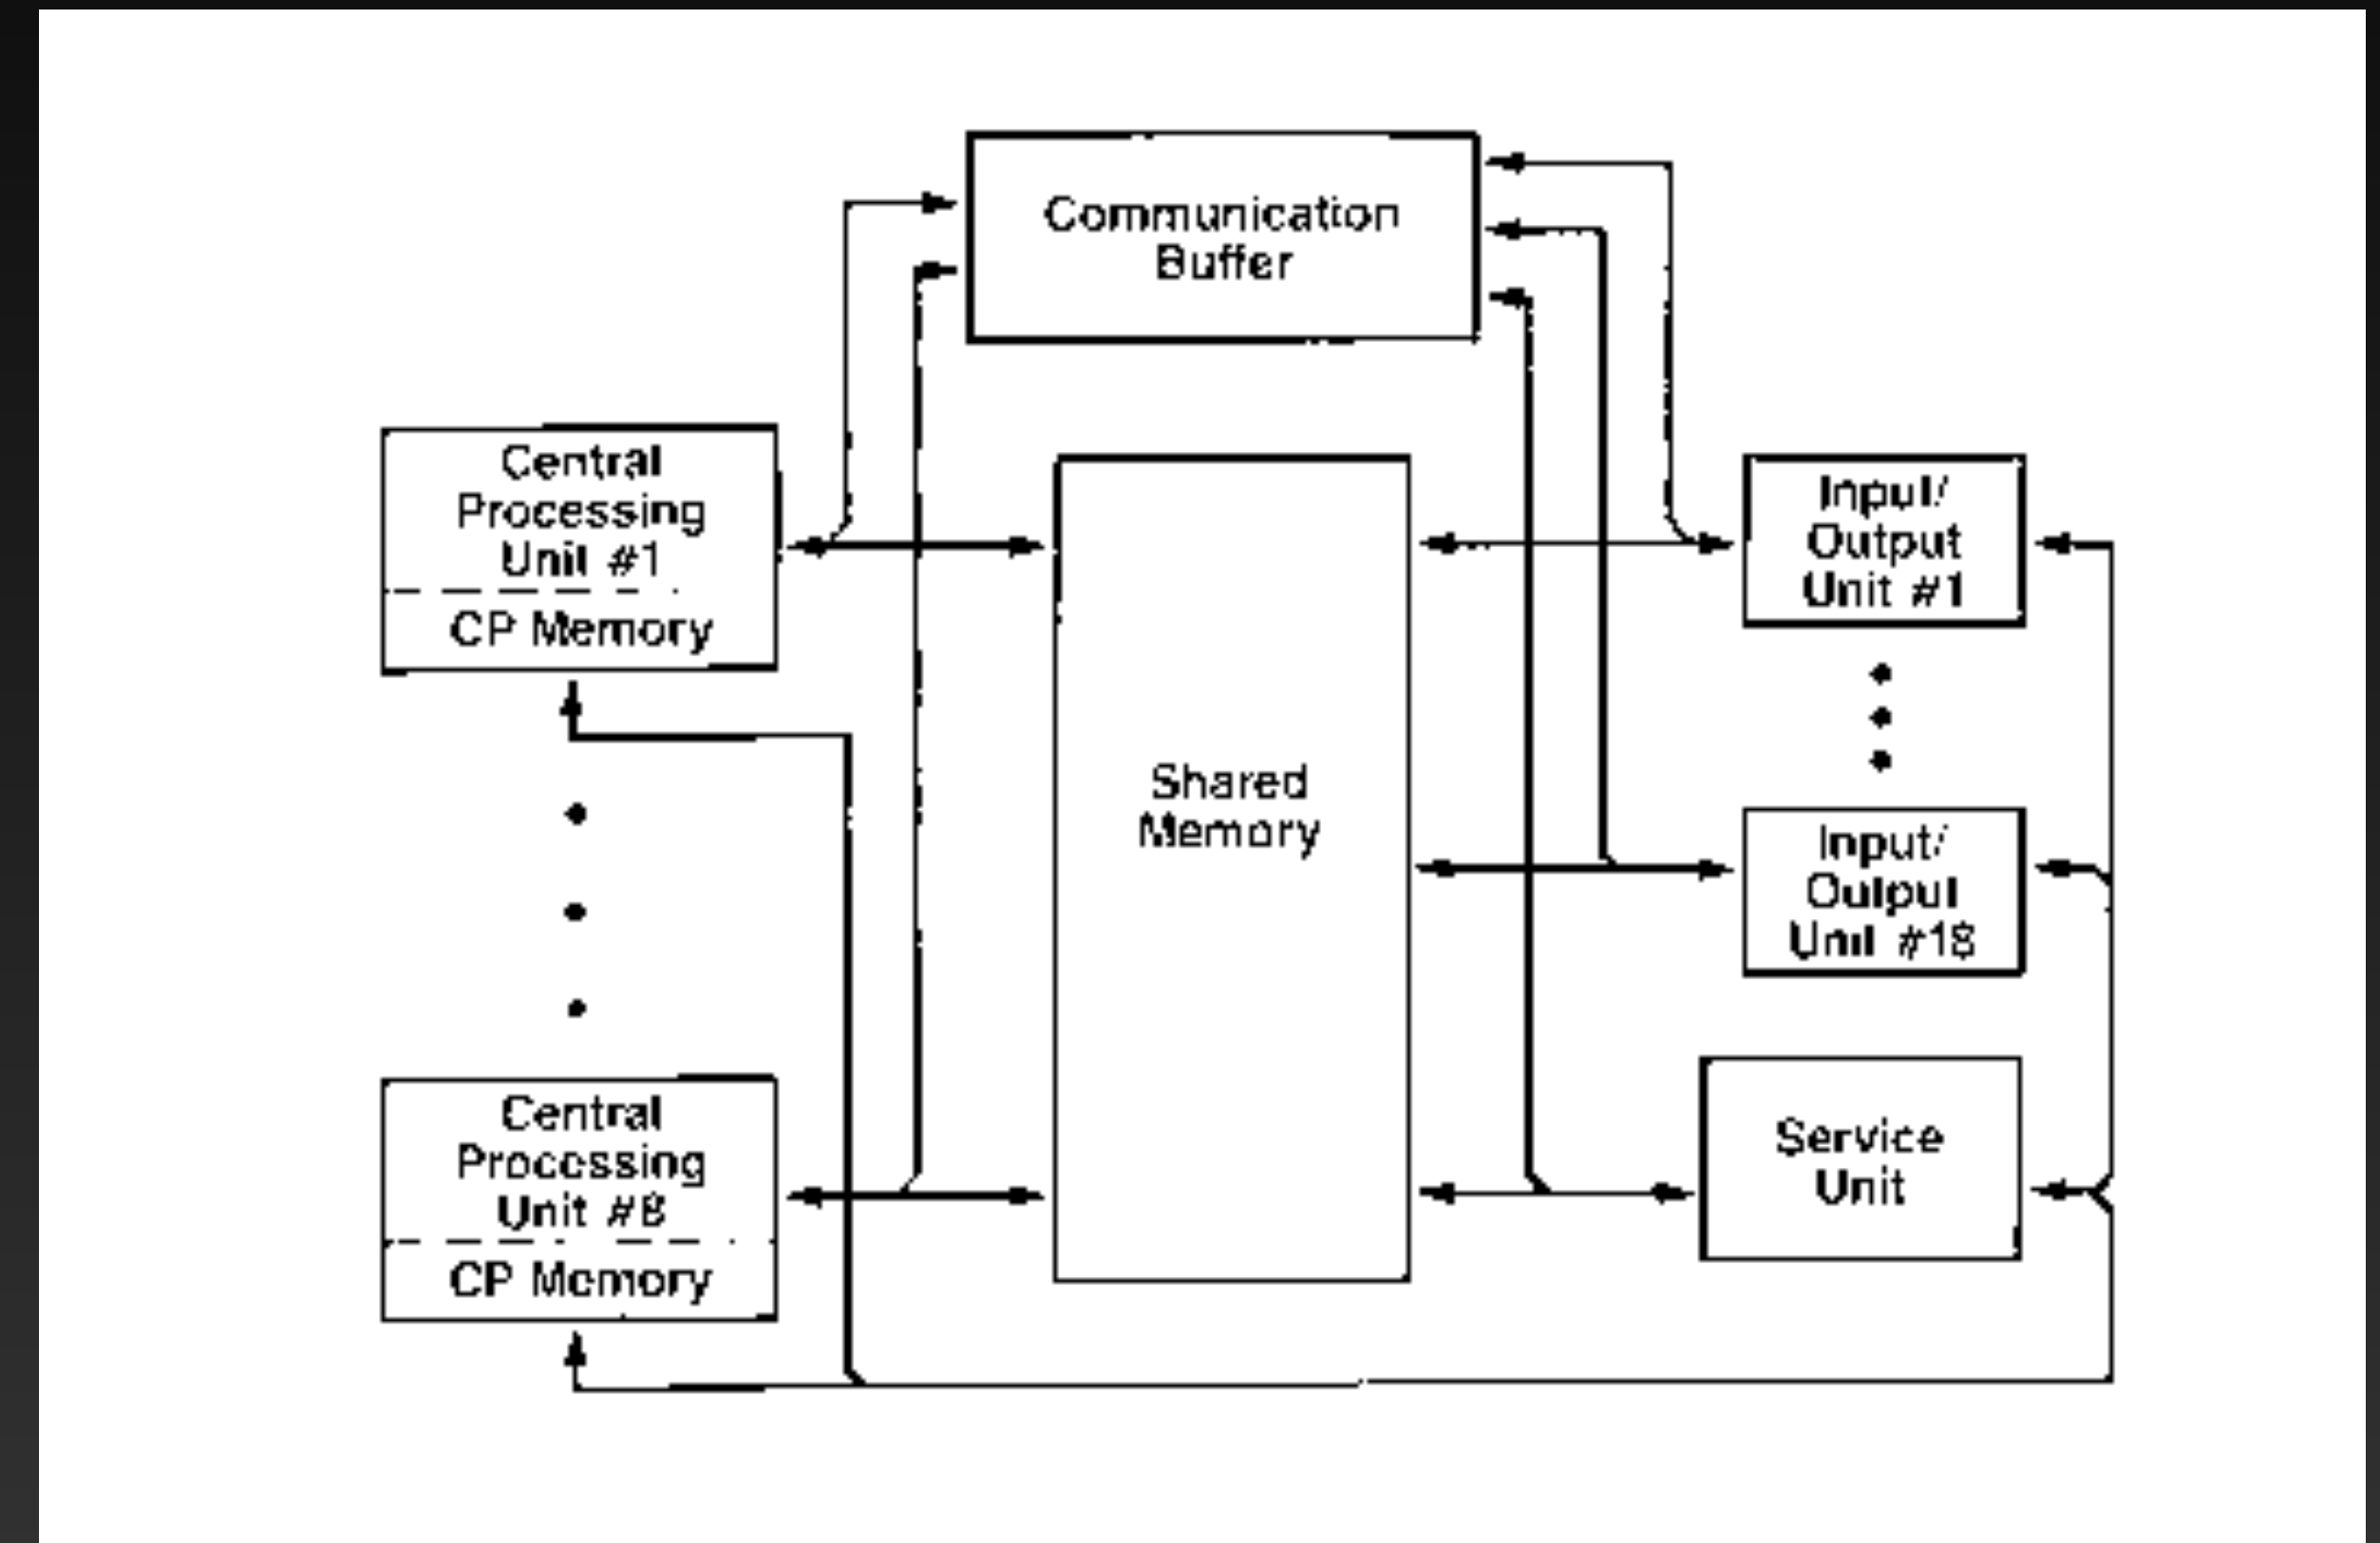 Communication
Buffer
Central
Processing
Unit #1
CP Memory
Shared
Memory
Input/
Output
Unit #1
Input/
Output
Unit #18
Central
Processing
Unit #8
CP Memory
Service
Unit